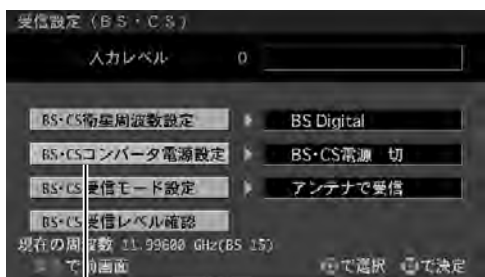 受信設定（BS・CS）
入力レベル 0
BS・CS衛星周波数設定 BS Digital
BS・CSコンバータ電源設定 BS・CS電源 切
BS・CS受信モード設定 アンテナで受信
BS・CS受信レベル確認
現在の周波数 11.99600 GHz(BS 15)
で前画面 で選択 で決定